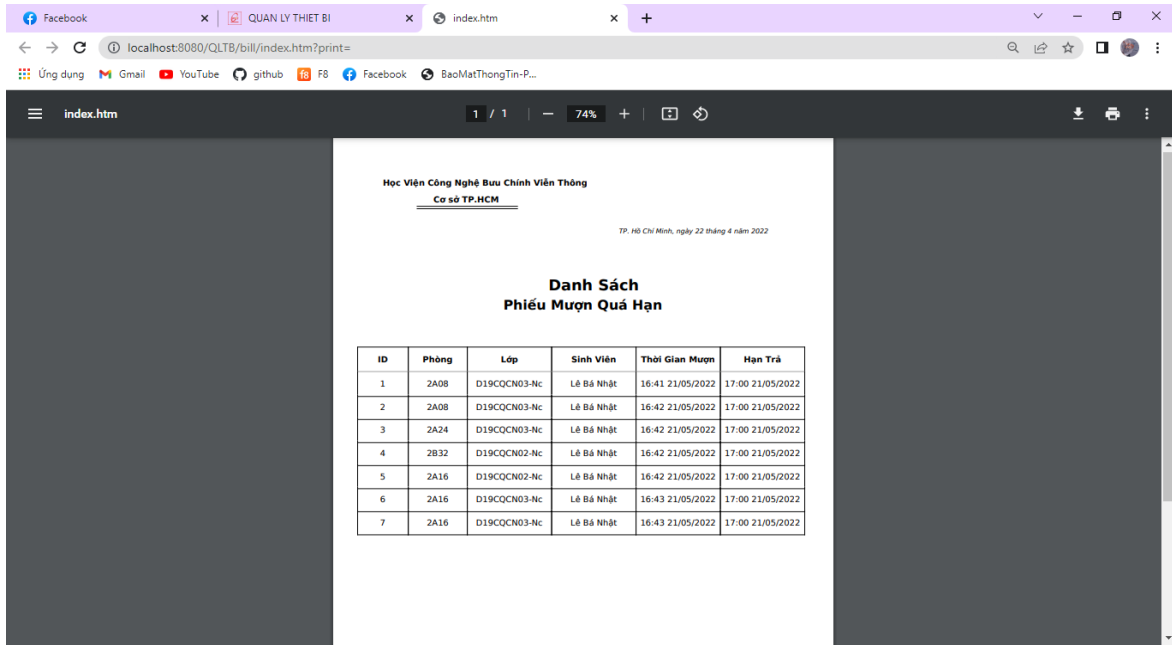 Facebook
QUAN LY THIET BI
index.htm
localhost:8080/QLTB/bill/index.htm?print=
Ứng dụng Gmail YouTube github F8 Facebook BaoMatThongTin-P...
index.htm 1 / 1 74%
Học Viện Công Nghệ Bưu Chính Viễn Thông
Cơ sở TP.HCM
TP. Hồ Chí Minh, ngày 22 tháng 4 năm 2022
Danh Sách
Phiếu Mượn Quá Hạn
ID Phòng Lớp Sinh Viên Thời Gian Mượn Hạn Trả
1 2A08 D19CQCN03-Nc Lê Bá Nhật 16:41 21/05/2022 17:00 21/05/2022
2 2A08 D19CQCN03-Nc Lê Bá Nhật 16:42 21/05/2022 17:00 21/05/2022
3 2A24 D19CQCN03-Nc Lê Bá Nhật 16:42 21/05/2022 17:00 21/05/2022
4 2B32 D19CQCN02-Nc Lê Bá Nhật 16:42 21/05/2022 17:00 21/05/2022
5 2A16 D19CQCN02-Nc Lê Bá Nhật 16:42 21/05/2022 17:00 21/05/2022
6 2A16 D19CQCN03-Nc Lê Bá Nhật 16:43 21/05/2022 17:00 21/05/2022
7 2A16 D19CQCN03-Nc Lê Bá Nhật 16:43 21/05/2022 17:00 21/05/2022